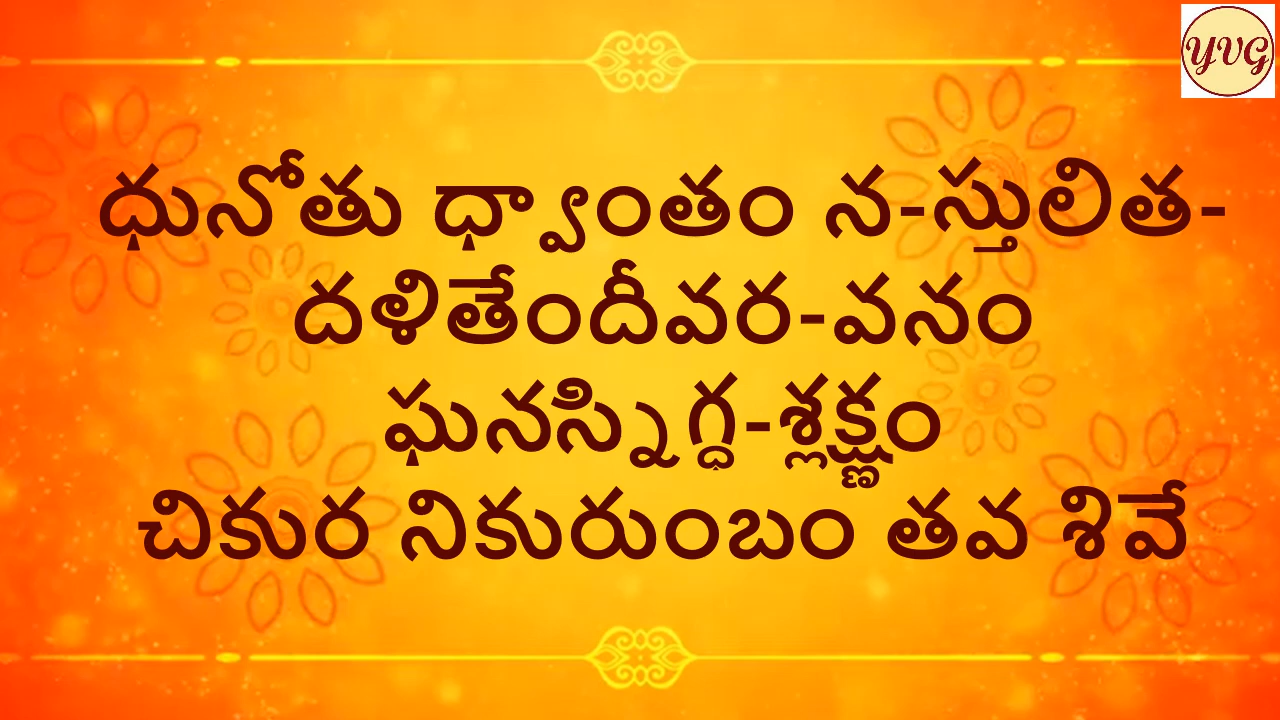 YVG
ధునోతు ధ్వాంతం న-స్తులిత-
దళితేందీవర-వనం
ఘనస్నిగ్ధ-శ్లక్ష్ణం
చికుర నికురుంబం తవ శివే